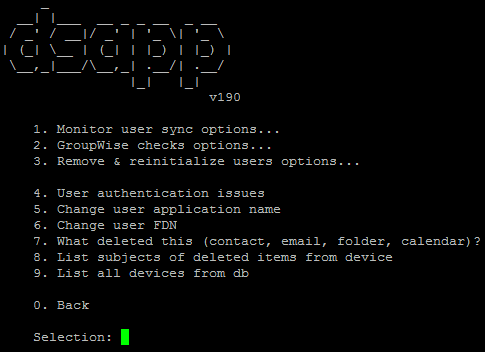 dsapp
v190
1. Monitor user sync options...
2. GroupWise checks options...
3. Remove & reinitialize users options...
4. User authentication issues
5. Change user application name
6. Change user FDN
7. What deleted this (contact, email, folder, calendar)?
8. List subjects of deleted items from device
9. List all devices from db
0. Back
Selection: